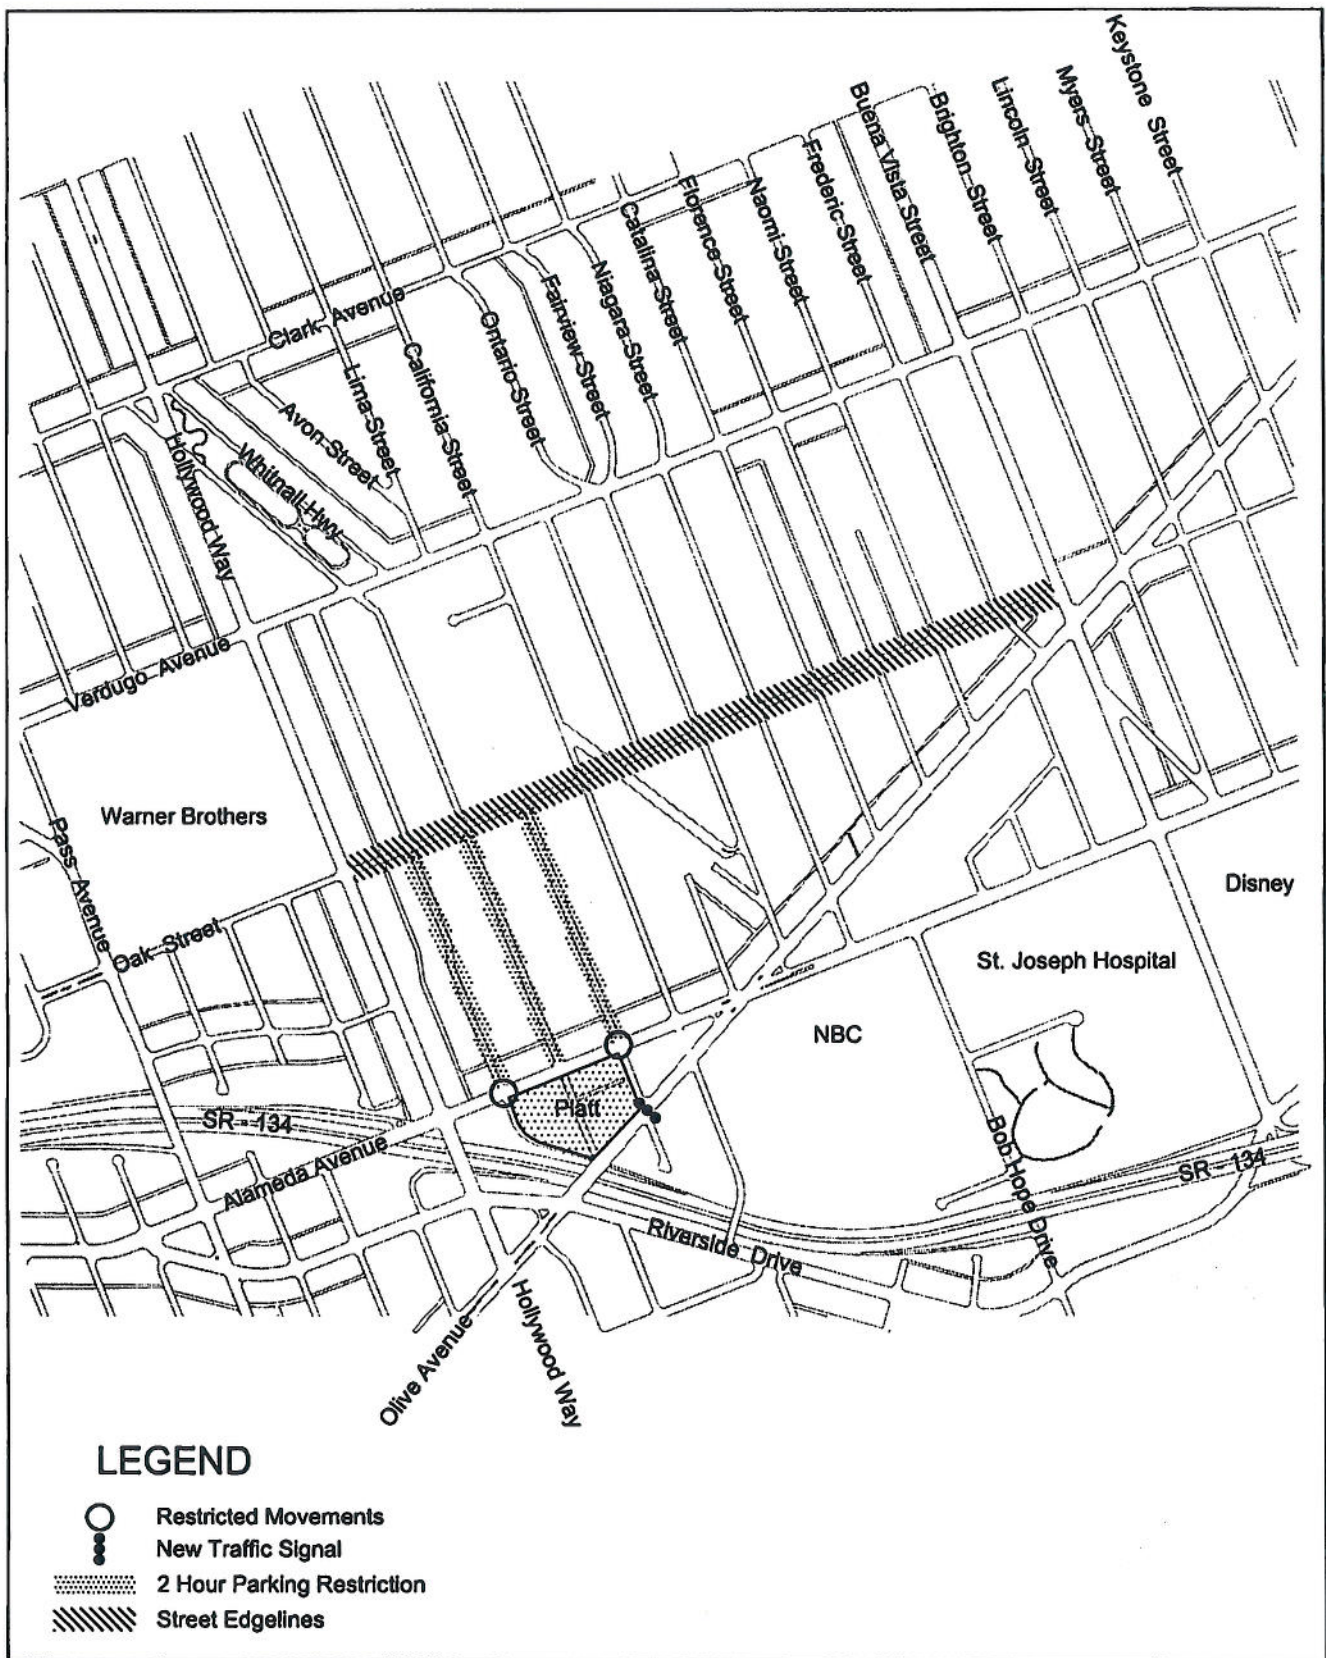 Keystone Street
Myers Street
Lincoln Street
Brighton Street
Buena Vista Street
Frederic Street
Naomi Street
Florence Street
Catalina Street
Niagara Street
Fairview Street
Ontario Street
Clark Avenue
California Street
Lima Street
Avon Street
Whitnall Hwy
Hollywood Way
Verdugo Avenue
Warner Brothers
Pass Avenue
Oak Street
Disney
St. Joseph Hospital
NBC
Platt
SR - 134
Alameda Avenue
Bob Hope Drive
SR - 134
Riverside Drive
Olive Avenue
Hollywood Way
LEGEND
Restricted Movements
New Traffic Signal
2 Hour Parking Restriction
Street Edgelines